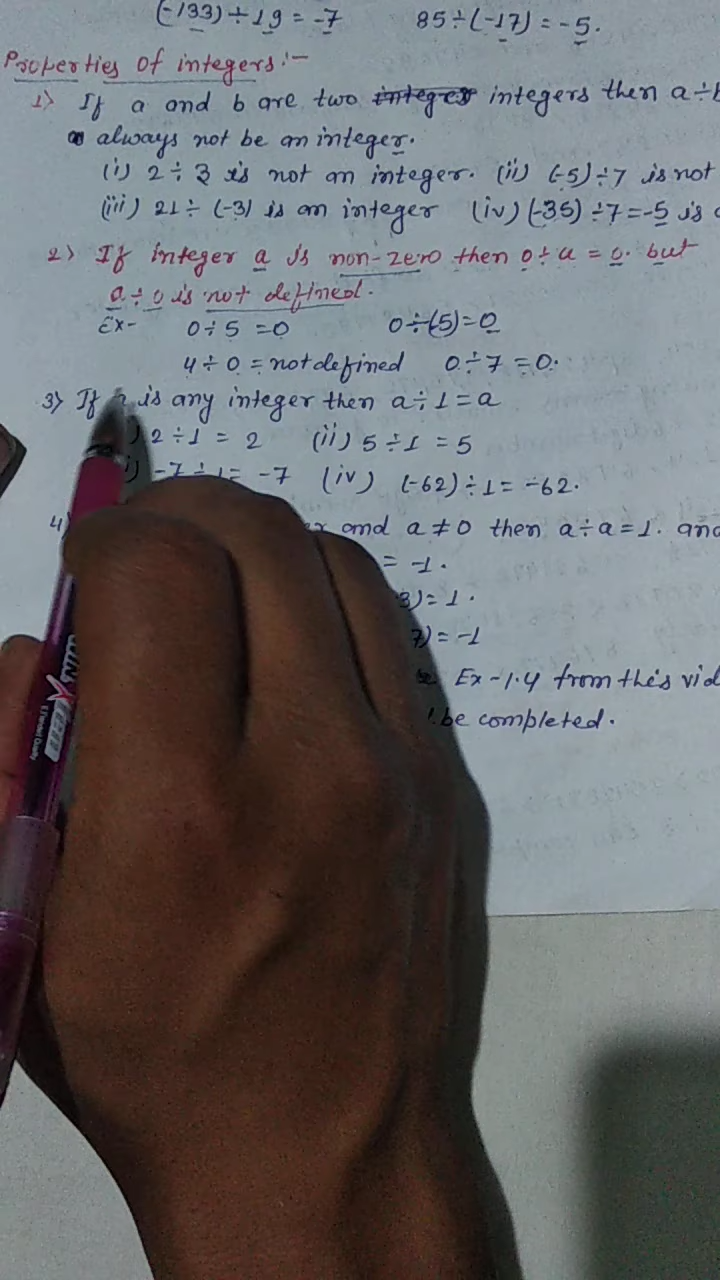 (-133) ÷ 19 = -7 85 ÷ (-17) = -5.
Properties of integers :-
1) If a and b are two integers then a ÷ b
always not be an integer.
(i) 2 ÷ 3 is not an integer. (ii) (-5) ÷ 7 is not
(iii) 21 ÷ (-3) is an integer (iv) (-35) ÷ 7 = -5 is
2) If integer a is non-zero then 0 ÷ a = 0. but
a ÷ 0 is not defined.
Ex- 0 ÷ 5 = 0 0 ÷ (-5) = 0
4 ÷ 0 = not defined 0 ÷ 7 = 0.
3) If is any integer then a ÷ 1 = a
) 2 ÷ 1 = 2 (ii) 5 ÷ 1 = 5
) -7 ÷ 1 = -7 (iv) (-62) ÷ 1 = -62.
4) and a ≠ 0 then a ÷ a = 1. and
= -1.
3) = 1.
7) = -1
Ex-1.4 from this vid
be completed.